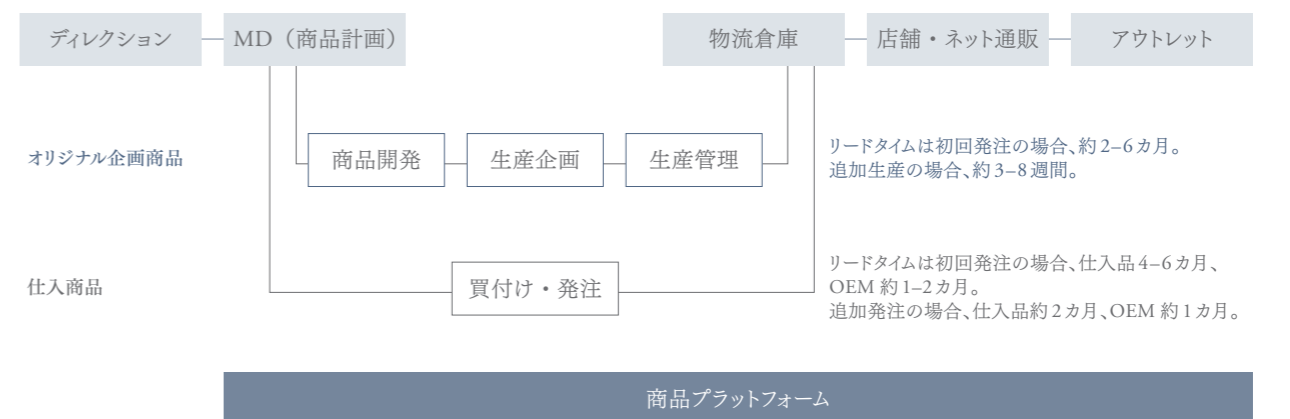 ディレクション
MD（商品計画）
物流倉庫
店舗・ネット通販
アウトレット
オリジナル企画商品
商品開発
生産企画
生産管理
リードタイムは初回発注の場合、約2–6カ月。
追加生産の場合、約3–8週間。
仕入商品
買付け・発注
リードタイムは初回発注の場合、仕入品4–6カ月、
OEM 約1–2カ月。
追加発注の場合、仕入品約2カ月、OEM 約1カ月。
商品プラットフォーム